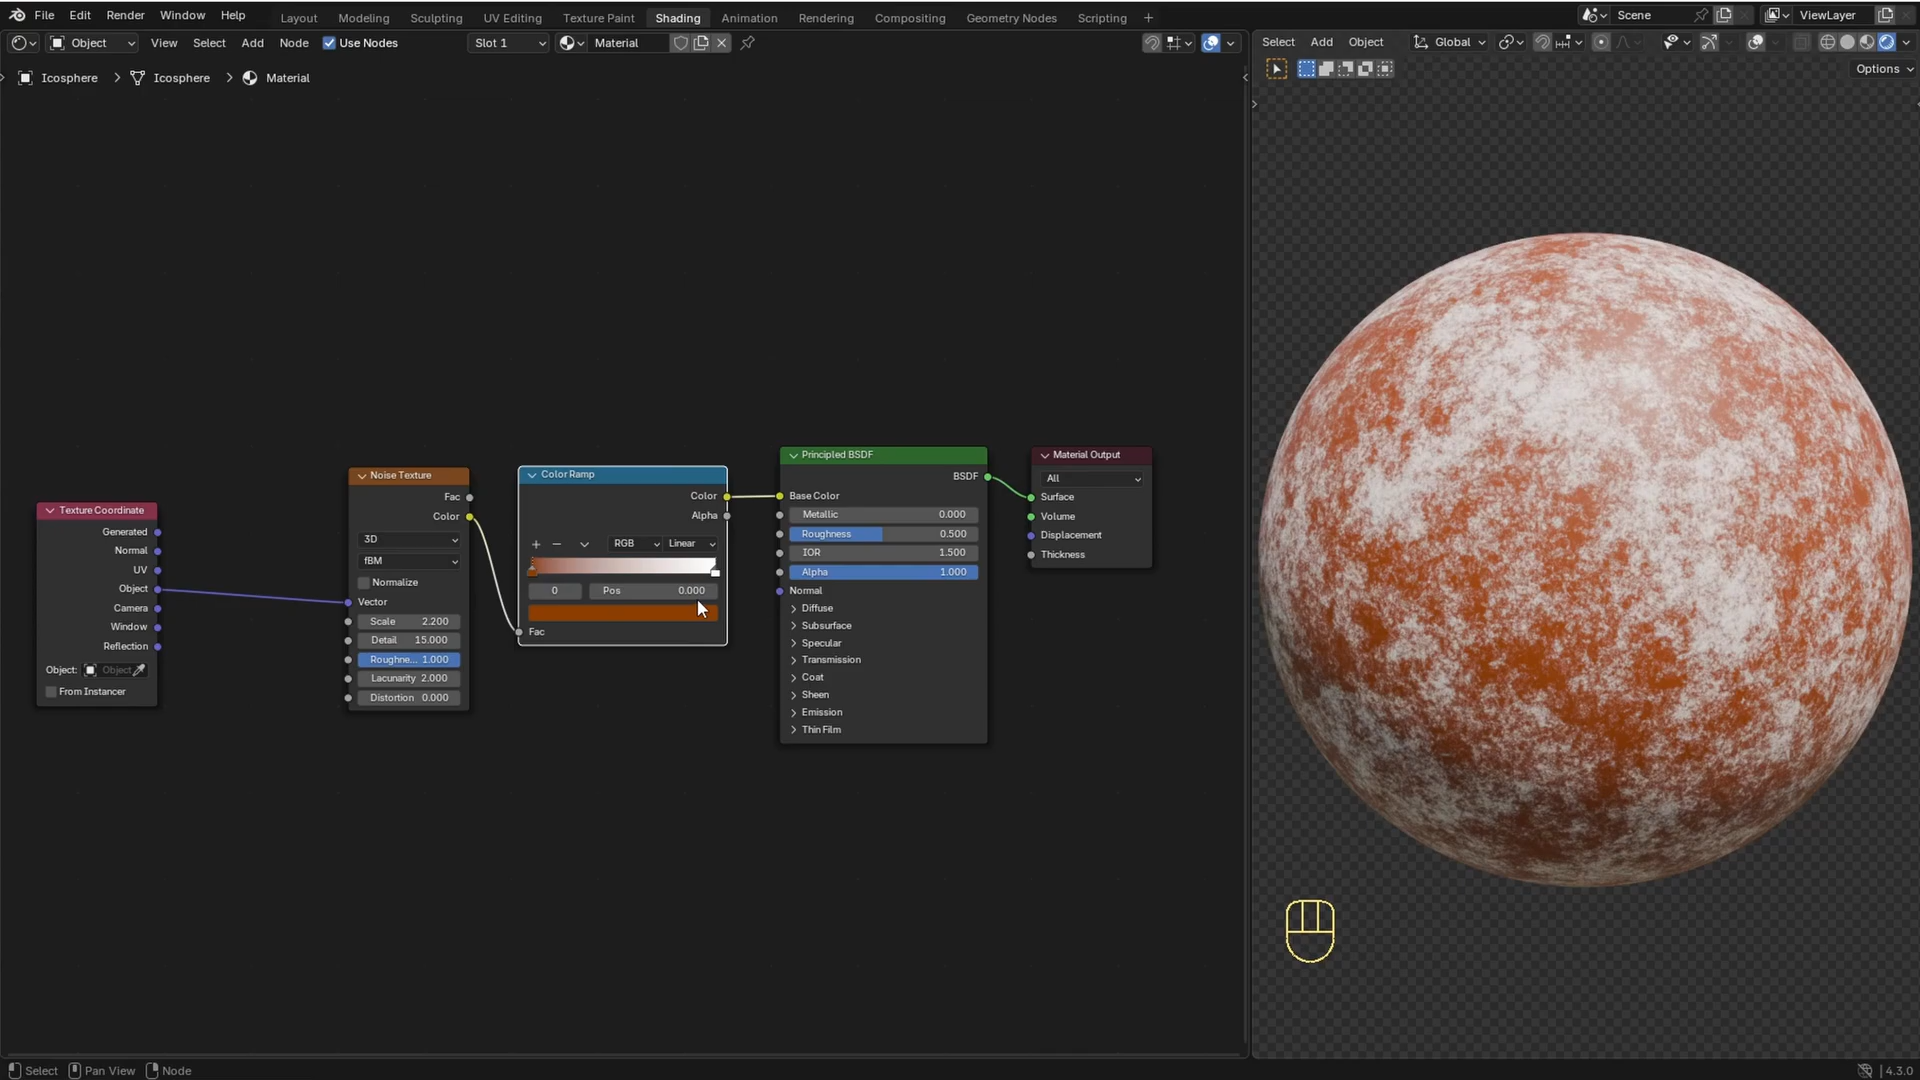 File Edit Render Window Help Layout Modeling Sculpting UV Editing Texture Paint Shading Animation Rendering Compositing Geometry Nodes Scripting + Scene ViewLayer
Object View Select Add Node Use Nodes Slot 1 Material Select Add Object Global
Options
Icosphere > Icosphere > Material
Texture Coordinate
Generated
Normal
UV
Object
Camera
Window
Reflection
Object: Object
From Instancer
Noise Texture
Fac
Color
3D
fBM
Normalize
Vector
Scale 2.200
Detail 15.000
Roughne... 1.000
Lacunarity 2.000
Distortion 0.000
Color Ramp
Color
Alpha
+ − RGB Linear
0 Pos 0.000
Fac
Principled BSDF
BSDF
Base Color
Metallic 0.000
Roughness 0.500
IOR 1.500
Alpha 1.000
Normal
Diffuse
Subsurface
Specular
Transmission
Coat
Sheen
Emission
Thin Film
Material Output
All
Surface
Volume
Displacement
Thickness
Select Pan View Node 4.3.0